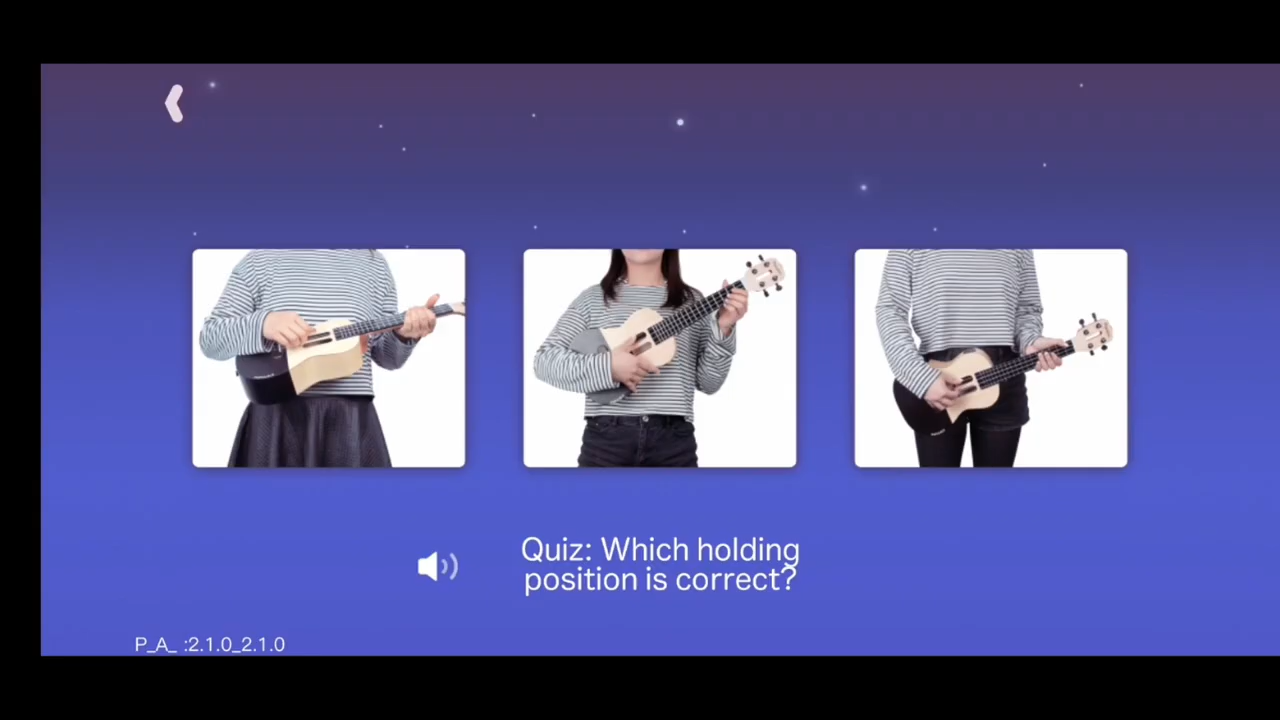 Quiz: Which holding
position is correct?
P_A_ :2.1.0_2.1.0